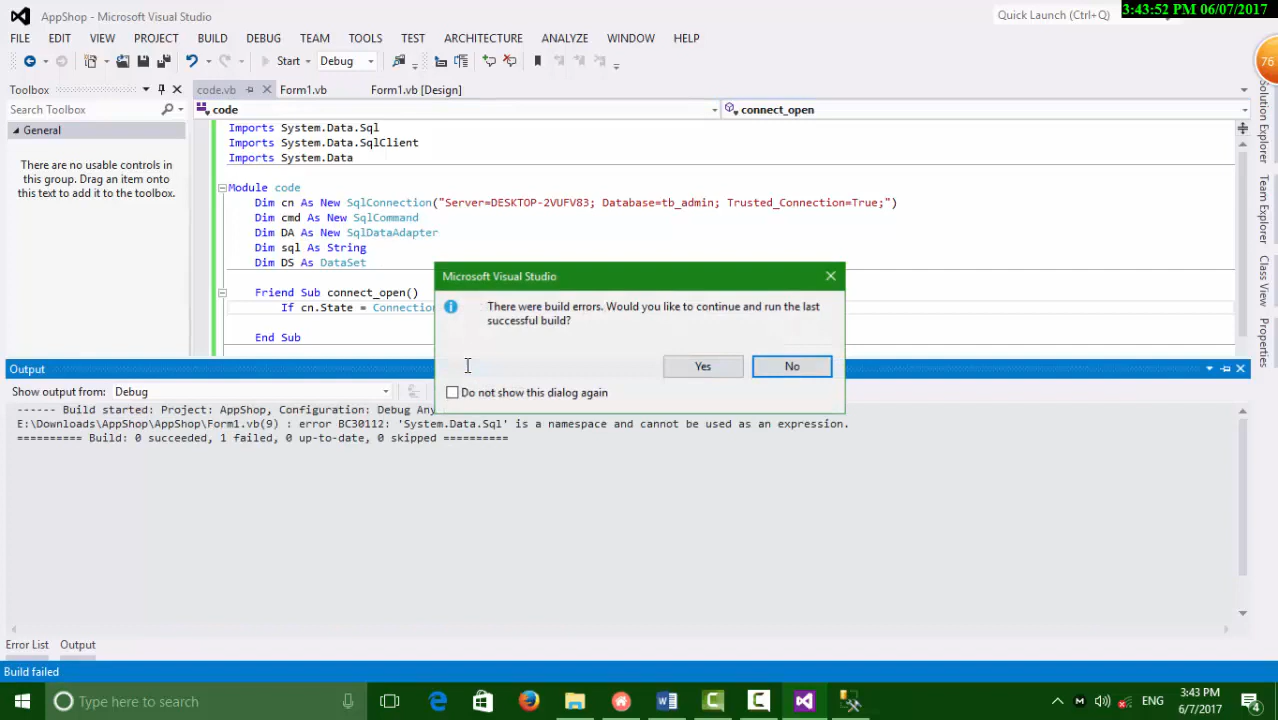 AppShop - Microsoft Visual Studio
Quick Launch (Ctrl+Q)
3:43:52 PM 06/07/2017
FILE EDIT VIEW PROJECT BUILD DEBUG TEAM TOOLS TEST ARCHITECTURE ANALYZE WINDOW HELP
Start Debug
76
Toolbox
code.vb Form1.vb Form1.vb [Design]
Search Toolbox
code connect_open
General
There are no usable controls in
this group. Drag an item onto
this text to add it to the toolbox.
Imports System.Data.Sql
Imports System.Data.SqlClient
Imports System.Data
Module code
Dim cn As New SqlConnection("Server=DESKTOP-2VUFV83; Database=tb_admin; Trusted_Connection=True;")
Dim cmd As New SqlCommand
Dim DA As New SqlDataAdapter
Dim sql As String
Dim DS As DataSet
Friend Sub connect_open()
If cn.State = Connection
End Sub
Solution Explorer
Team Explorer
Class View
Properties
Microsoft Visual Studio
There were build errors. Would you like to continue and run the last
successful build?
Yes No
Do not show this dialog again
Output
Show output from: Debug
------ Build started: Project: AppShop, Configuration: Debug Any
E:\Downloads\AppShop\AppShop\Form1.vb(9) : error BC30112: 'System.Data.Sql' is a namespace and cannot be used as an expression.
========== Build: 0 succeeded, 1 failed, 0 up-to-date, 0 skipped ==========
Error List Output
Build failed
Type here to search
ENG
3:43 PM
6/7/2017
4